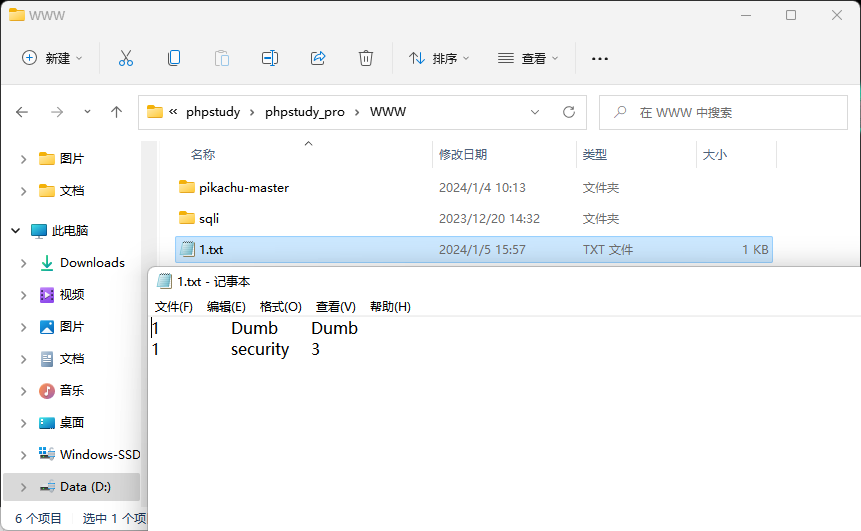 WWW
新建
排序
查看
« phpstudy > phpstudy_pro > WWW
在 WWW 中搜索
名称 修改日期 类型 大小
图片
文档
此电脑
Downloads
视频
图片
文档
音乐
桌面
Windows-SSD
Data (D:)
pikachu-master 2024/1/4 10:13 文件夹
sqli 2023/12/20 14:32 文件夹
1.txt 2024/1/5 15:57 TXT 文件 1 KB
1.txt - 记事本
文件(F) 编辑(E) 格式(O) 查看(V) 帮助(H)
1 Dumb Dumb
1 security 3
6 个项目 选中 1 个项